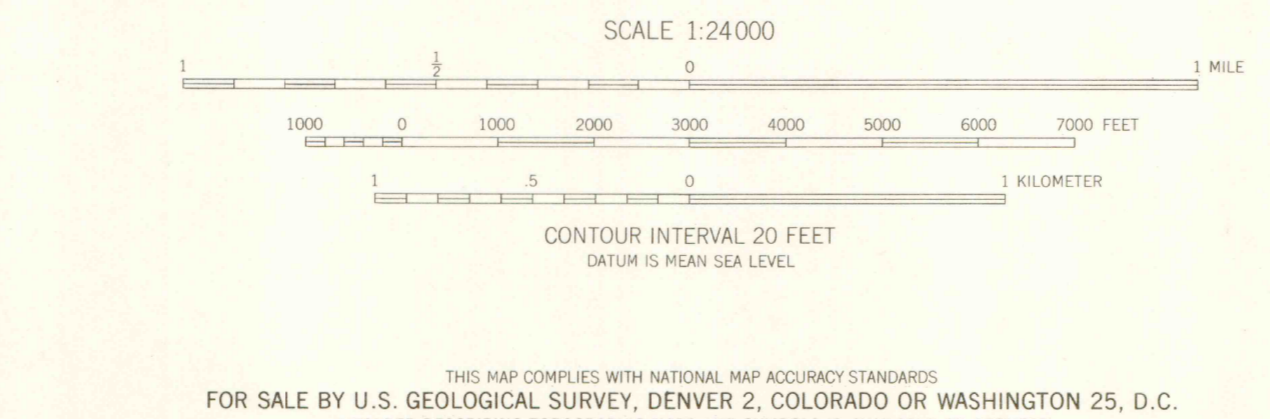 SCALE 1:24000
1 1/2 0 1 MILE
1000 0 1000 2000 3000 4000 5000 6000 7000 FEET
1 .5 0 1 KILOMETER
CONTOUR INTERVAL 20 FEET
DATUM IS MEAN SEA LEVEL
THIS MAP COMPLIES WITH NATIONAL MAP ACCURACY STANDARDS
FOR SALE BY U.S. GEOLOGICAL SURVEY, DENVER 2, COLORADO OR WASHINGTON 25, D.C.